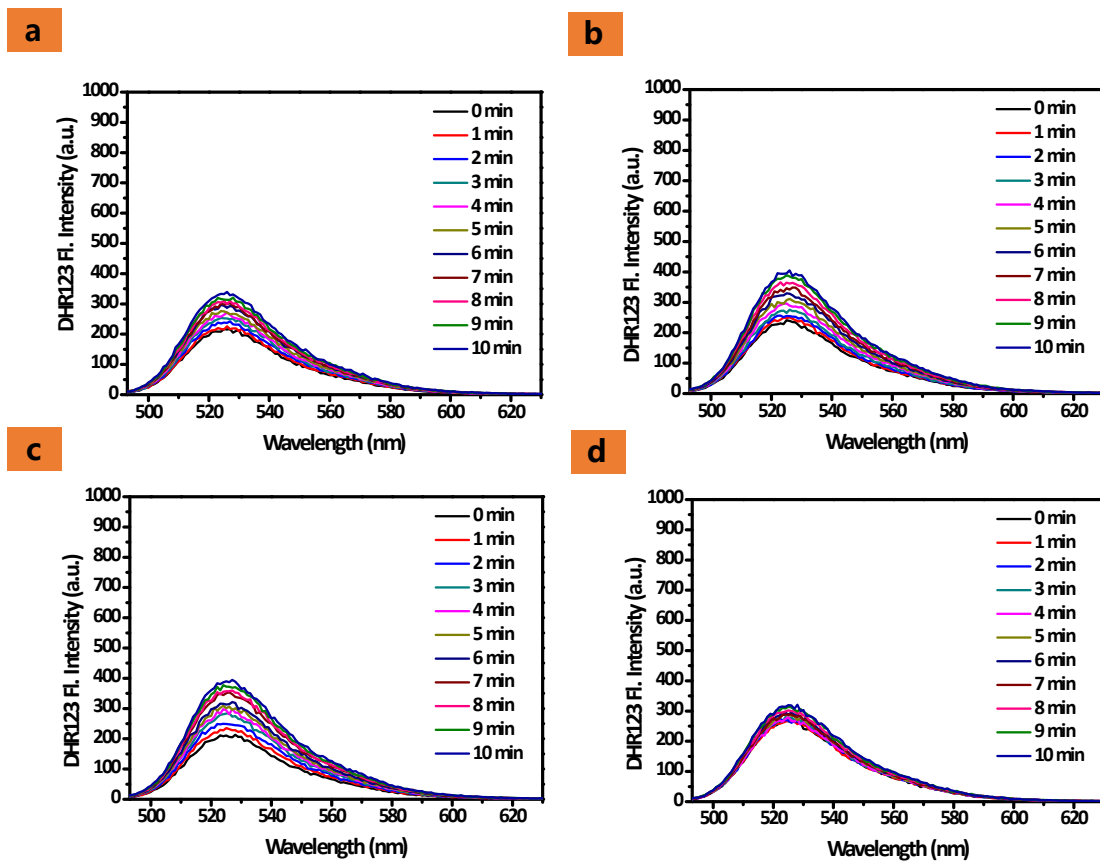 a
1000
900
800
700
600
500
400
300
200
100
0
DHR123 Fl. Intensity (a.u.)
0 min
1 min
2 min
3 min
4 min
5 min
6 min
7 min
8 min
9 min
10 min
500 520 540 560 580 600 620
Wavelength (nm)
b
1000
900
800
700
600
500
400
300
200
100
0
DHR123 Fl. Intensity (a.u.)
0 min
1 min
2 min
3 min
4 min
5 min
6 min
7 min
8 min
9 min
10 min
500 520 540 560 580 600 620
Wavelength (nm)
c
1000
900
800
700
600
500
400
300
200
100
0
DHR123 Fl. Intensity (a.u.)
0 min
1 min
2 min
3 min
4 min
5 min
6 min
7 min
8 min
9 min
10 min
500 520 540 560 580 600 620
Wavelength (nm)
d
1000
900
800
700
600
500
400
300
200
100
0
DHR123 Fl. Intensity (a.u.)
0 min
1 min
2 min
3 min
4 min
5 min
6 min
7 min
8 min
9 min
10 min
500 520 540 560 580 600 620
Wavelength (nm)